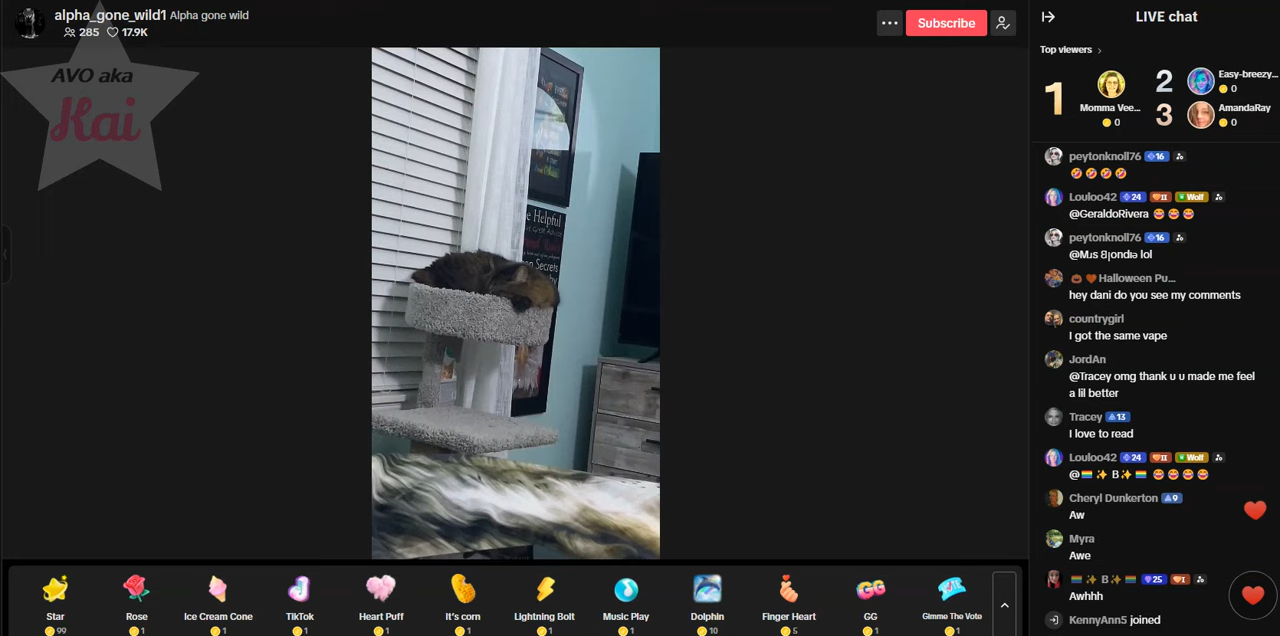 alpha_gone_wild1 Alpha gone wild
285 17.9K
Subscribe
AVO aka
Kai
LIVE chat
Top viewers
1
Momma Vee...
0
2
Easy-breezy...
0
3
AmandaRay
0
peytonknoll76 16
🤣🤣🤣🤣
Louloo42 24 II Wolf
@GeraldoRivera 🥰🥰🥰
peytonknoll76 16
lol
🎃🧡Halloween Pu...
hey dani do you see my comments
countrygirl
I got the same vape
JordAn
@Tracey omg thank u u made me feel
a lil better
Tracey 13
I love to read
Louloo42 24 II Wolf
@🏳️‍🌈✨B✨🏳️‍🌈 🥰🥰🥰🥰
Cheryl Dunkerton 9
Aw
Myra
Awe
🏳️‍🌈✨B✨🏳️‍🌈 25 I
Awhhh
KennyAnn5 joined
e Helpful
Secrets
Star
99
Rose
1
Ice Cream Cone
1
TikTok
1
Heart Puff
1
It's corn
1
Lightning Bolt
1
Music Play
1
Dolphin
10
Finger Heart
5
GG
GG
1
Gimme The Vote
1